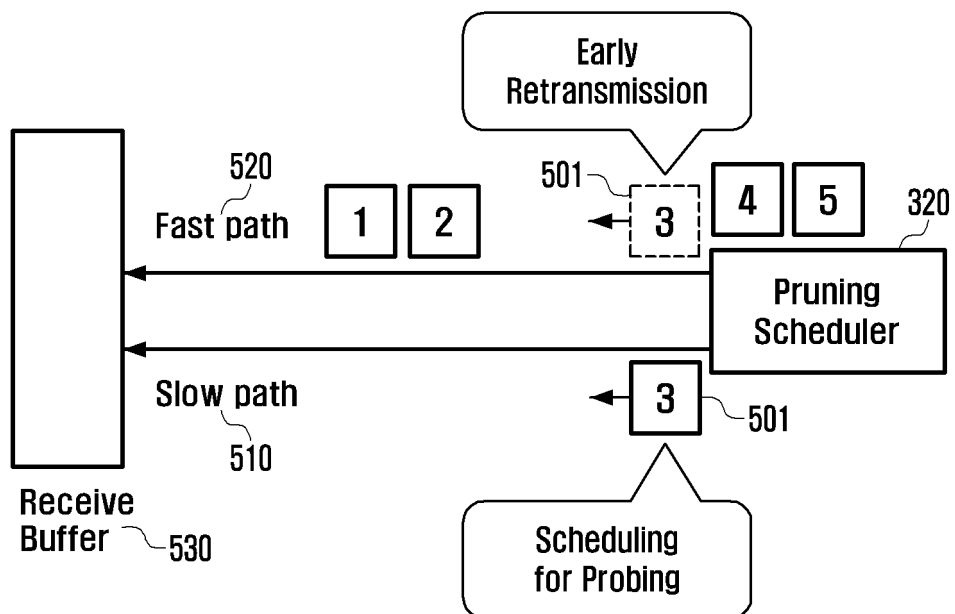 Early
Retransmission
501
520
Fast path
1 2
3
4 5
320
Pruning
Scheduler
Slow path
510
3
501
Receive
Buffer
530
Scheduling
for Probing